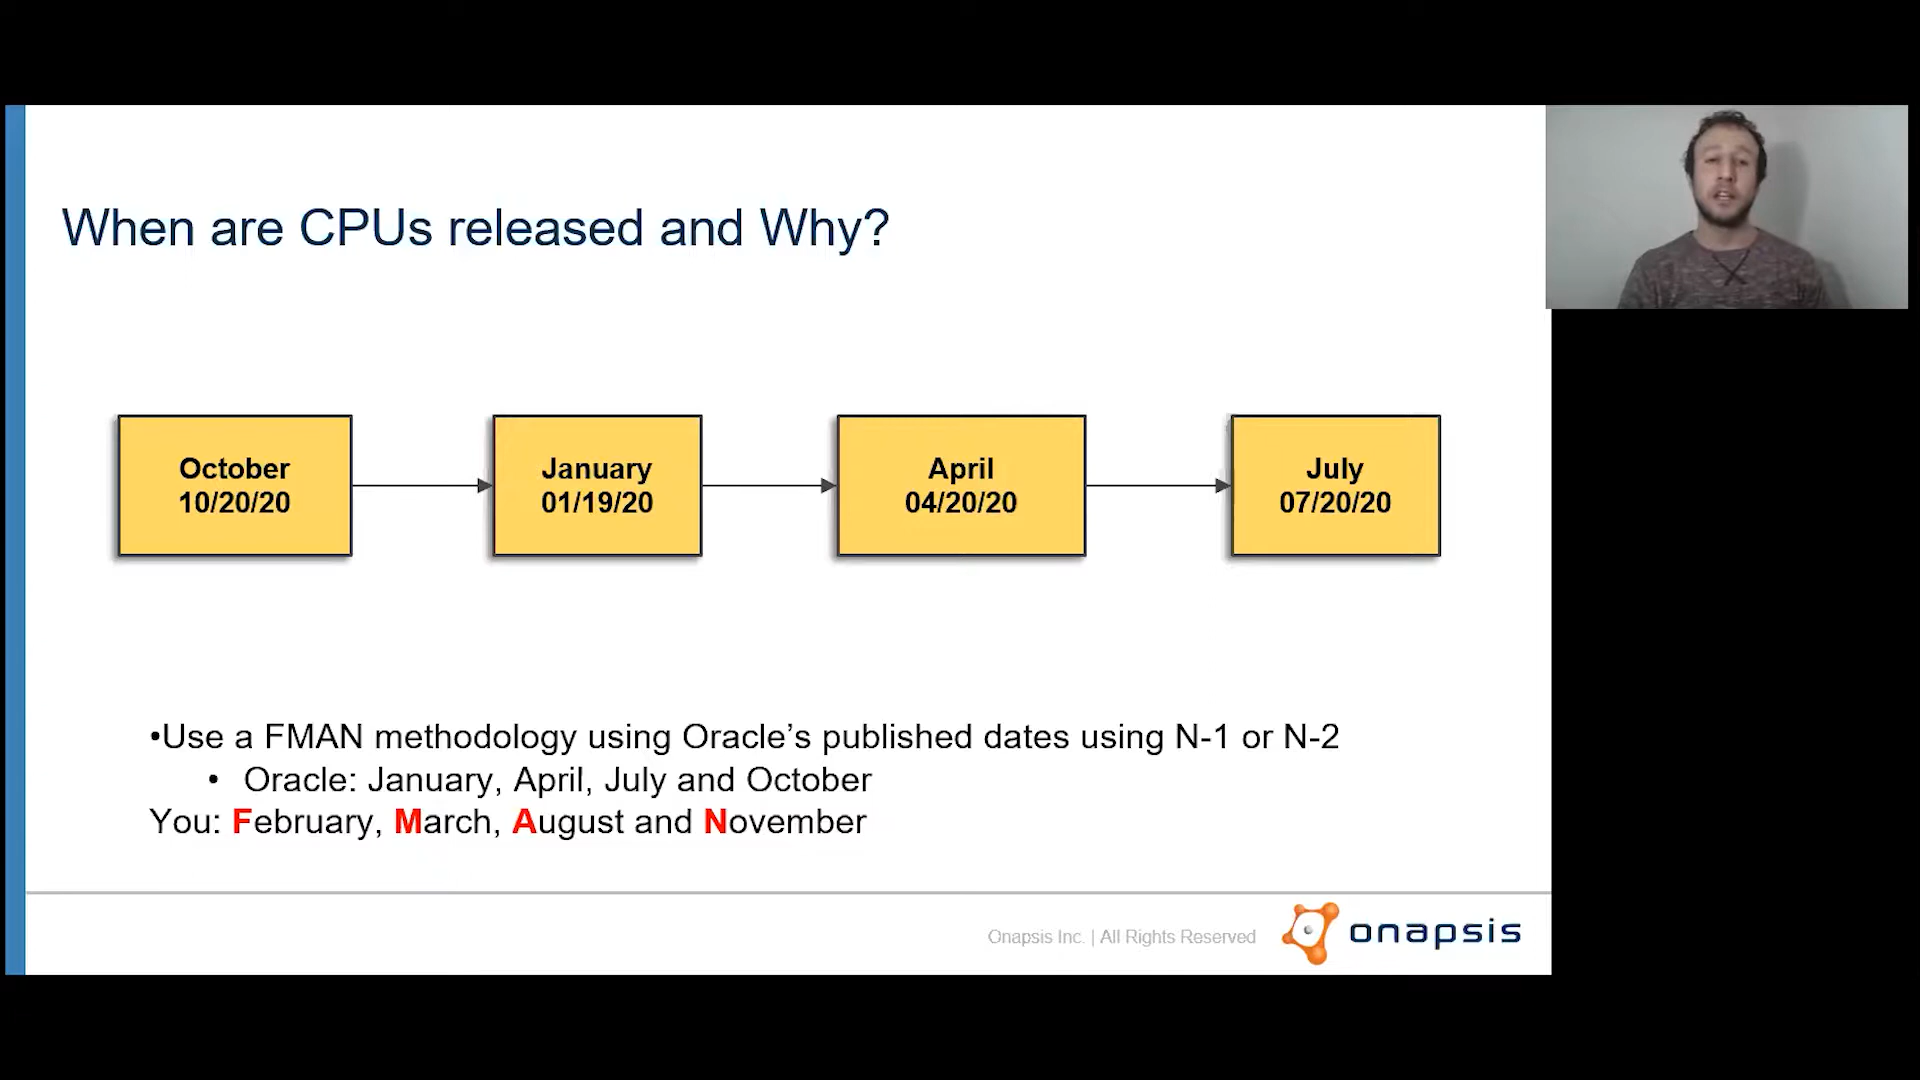 When are CPUs released and Why?
October
10/20/20
January
01/19/20
April
04/20/20
July
07/20/20
•Use a FMAN methodology using Oracle’s published dates using N-1 or N-2
• Oracle: January, April, July and October
You: February, March, August and November
Onapsis Inc. | All Rights Reserved
onapsis